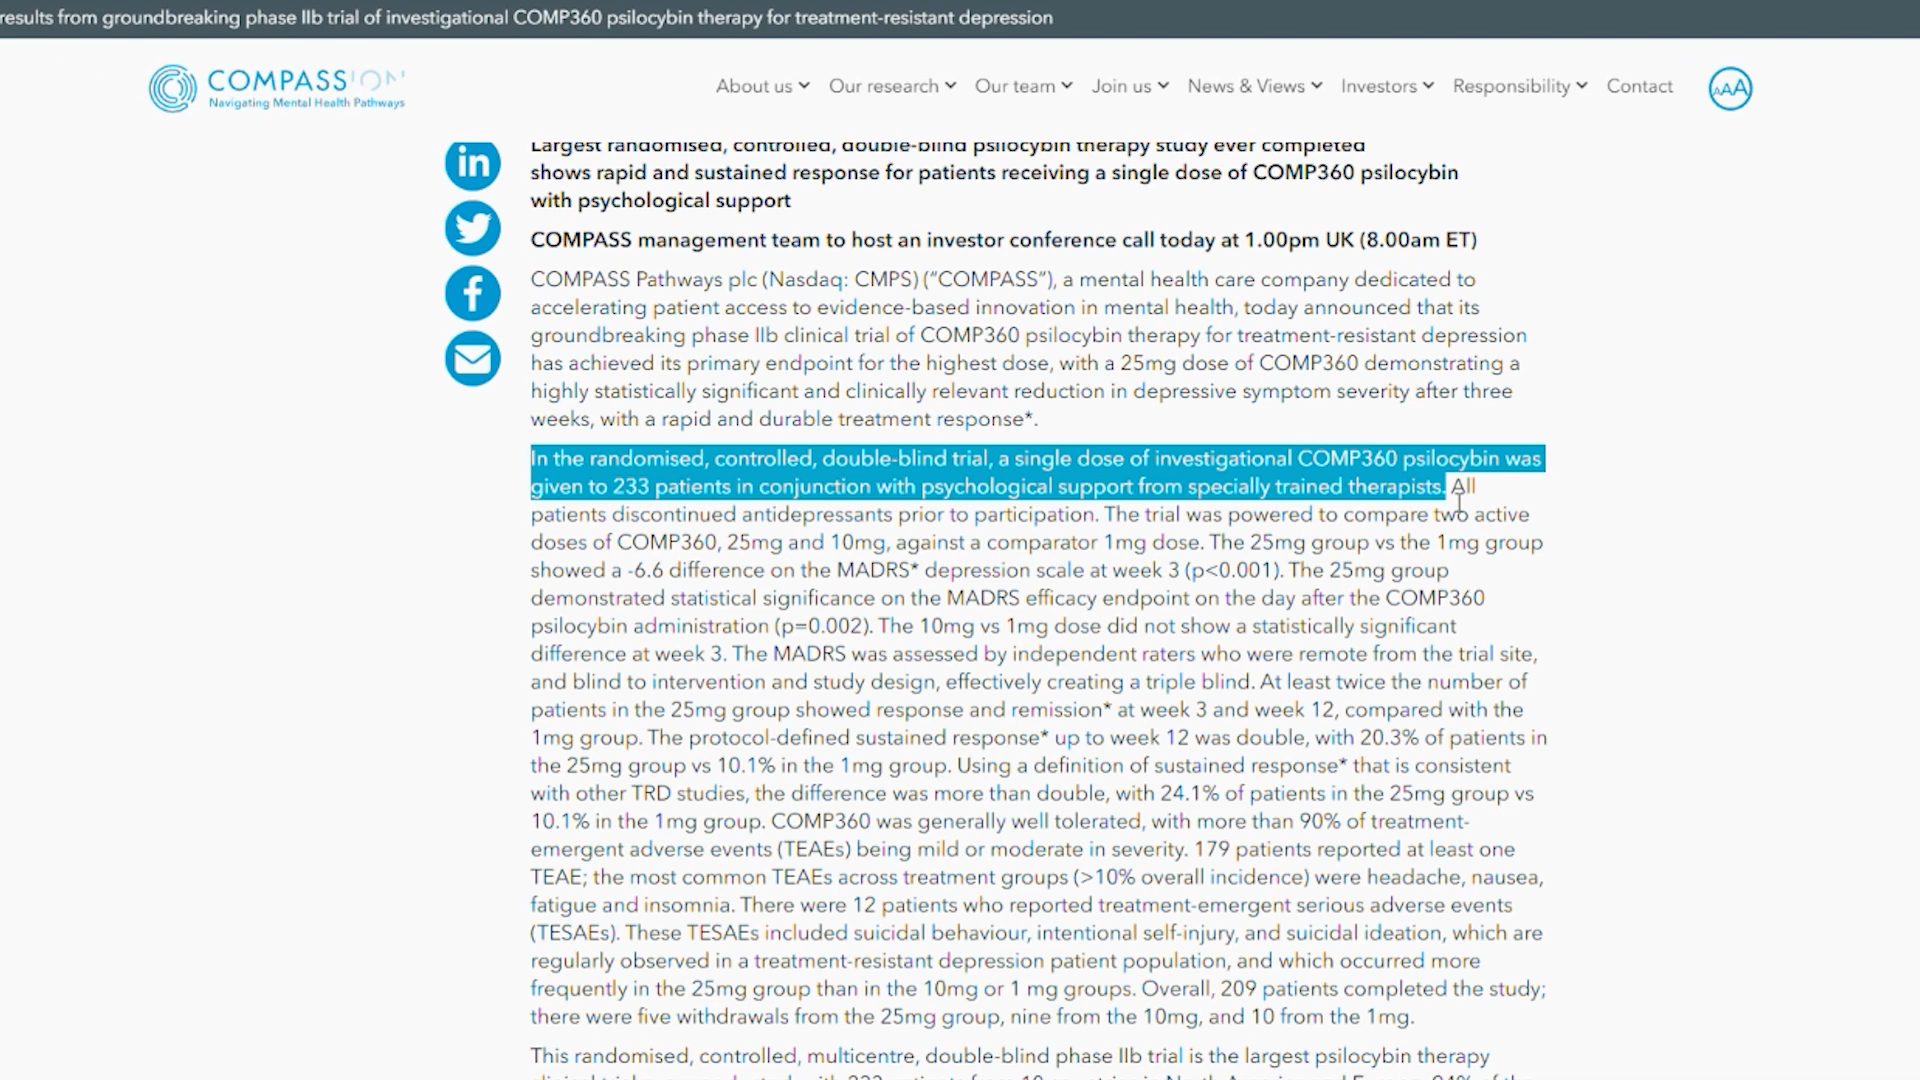 results from groundbreaking phase IIb trial of investigational COMP360 psilocybin therapy for treatment-resistant depression
COMPASSION
Navigating Mental Health Pathways
About us Our research Our team Join us News & Views Investors Responsibility Contact AAA
Largest randomised, controlled, double-blind psilocybin therapy study ever completed
shows rapid and sustained response for patients receiving a single dose of COMP360 psilocybin
with psychological support
COMPASS management team to host an investor conference call today at 1.00pm UK (8.00am ET)
COMPASS Pathways plc (Nasdaq: CMPS) (“COMPASS”), a mental health care company dedicated to
accelerating patient access to evidence-based innovation in mental health, today announced that its
groundbreaking phase IIb clinical trial of COMP360 psilocybin therapy for treatment-resistant depression
has achieved its primary endpoint for the highest dose, with a 25mg dose of COMP360 demonstrating a
highly statistically significant and clinically relevant reduction in depressive symptom severity after three
weeks, with a rapid and durable treatment response*.
In the randomised, controlled, double-blind trial, a single dose of investigational COMP360 psilocybin was
given to 233 patients in conjunction with psychological support from specially trained therapists. All
patients discontinued antidepressants prior to participation. The trial was powered to compare two active
doses of COMP360, 25mg and 10mg, against a comparator 1mg dose. The 25mg group vs the 1mg group
showed a -6.6 difference on the MADRS* depression scale at week 3 (p<0.001). The 25mg group
demonstrated statistical significance on the MADRS efficacy endpoint on the day after the COMP360
psilocybin administration (p=0.002). The 10mg vs 1mg dose did not show a statistically significant
difference at week 3. The MADRS was assessed by independent raters who were remote from the trial site,
and blind to intervention and study design, effectively creating a triple blind. At least twice the number of
patients in the 25mg group showed response and remission* at week 3 and week 12, compared with the
1mg group. The protocol-defined sustained response* up to week 12 was double, with 20.3% of patients in
the 25mg group vs 10.1% in the 1mg group. Using a definition of sustained response* that is consistent
with other TRD studies, the difference was more than double, with 24.1% of patients in the 25mg group vs
10.1% in the 1mg group. COMP360 was generally well tolerated, with more than 90% of treatment-
emergent adverse events (TEAEs) being mild or moderate in severity. 179 patients reported at least one
TEAE; the most common TEAEs across treatment groups (>10% overall incidence) were headache, nausea,
fatigue and insomnia. There were 12 patients who reported treatment-emergent serious adverse events
(TESAEs). These TESAEs included suicidal behaviour, intentional self-injury, and suicidal ideation, which are
regularly observed in a treatment-resistant depression patient population, and which occurred more
frequently in the 25mg group than in the 10mg or 1 mg groups. Overall, 209 patients completed the study;
there were five withdrawals from the 25mg group, nine from the 10mg, and 10 from the 1mg.
This randomised, controlled, multicentre, double-blind phase IIb trial is the largest psilocybin therapy